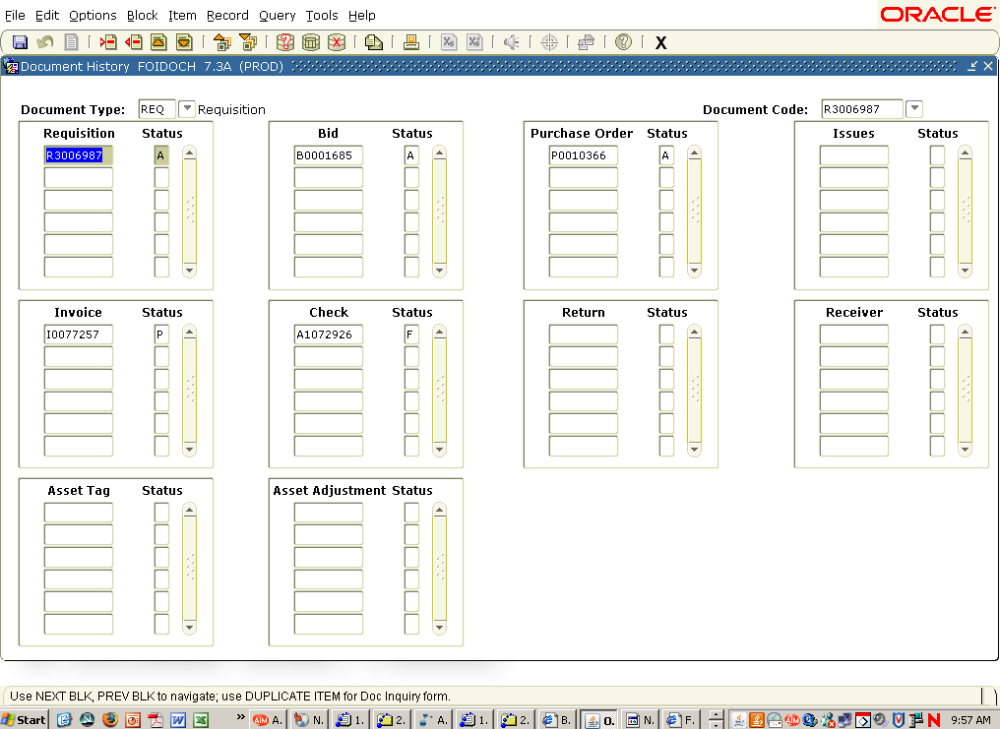 File Edit Options Block Item Record Query Tools Help
ORACLE
X
Document History FOIDOCH 7.3A (PROD)
Document Type: REQ Requisition Document Code: R3006987
Requisition Status Bid Status Purchase Order Status Issues Status
R3006987 A B0001685 A P0010366 A
Invoice Status Check Status Return Status Receiver Status
I0077257 P A1072926 F
Asset Tag Status Asset Adjustment Status
Use NEXT BLK, PREV BLK to navigate; use DUPLICATE ITEM for Doc Inquiry form.
Start » A. N. 1. 2. A. 1. 2. B. O. N. F. 9:57 AM